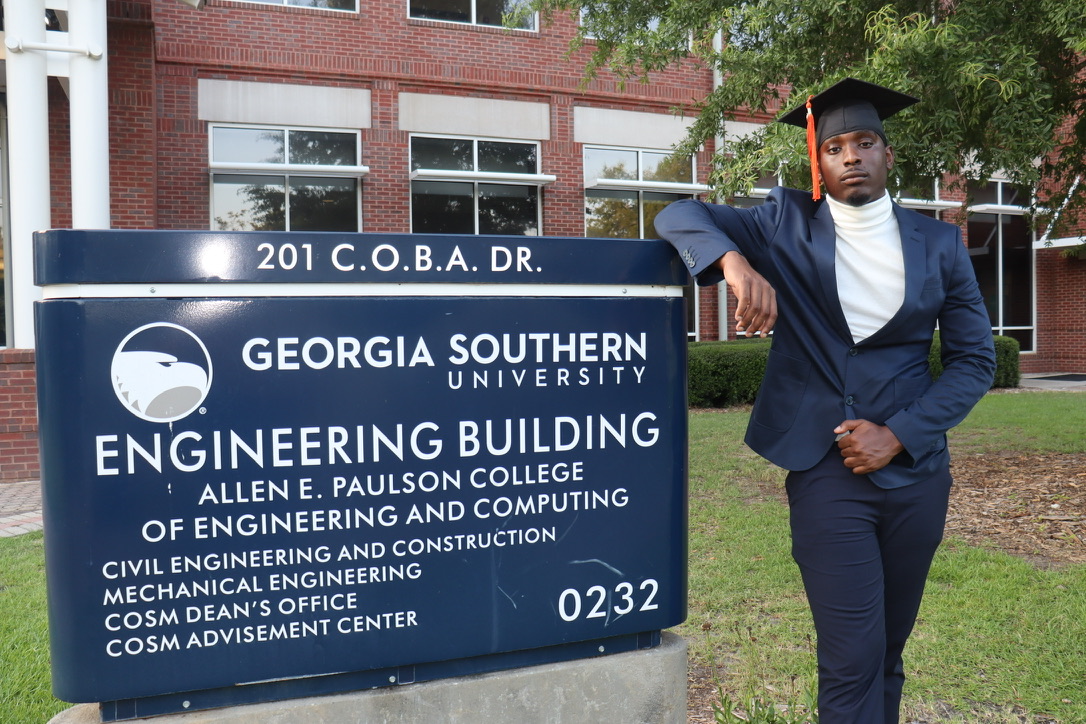 201 C.O.B.A. DR.
GEORGIA SOUTHERN
UNIVERSITY
®
ENGINEERING BUILDING
ALLEN E. PAULSON COLLEGE
OF ENGINEERING AND COMPUTING
CIVIL ENGINEERING AND CONSTRUCTION
MECHANICAL ENGINEERING
COSM DEAN'S OFFICE
COSM ADVISEMENT CENTER
0232